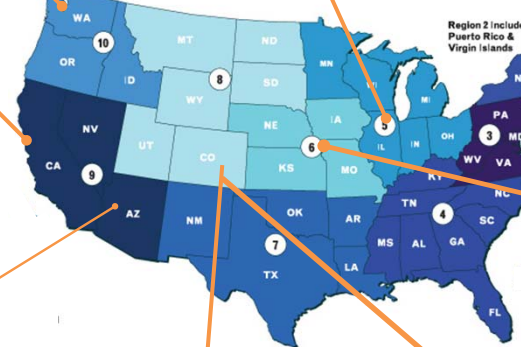 Region 2 Includ
Puerto Rico &
Virgin Islands
WA
10
MT
ND
MN
OR
ID
8
SD
WI
MI
WY
N
PA
IA
5
3
MD
NV
NE
IL
IN
OH
UT
CO
6
WV
VA
CA
9
KS
MO
KY
NC
AZ
NM
OK
AR
TN
4
SC
7
MS
AL
GA
TX
LA
FL